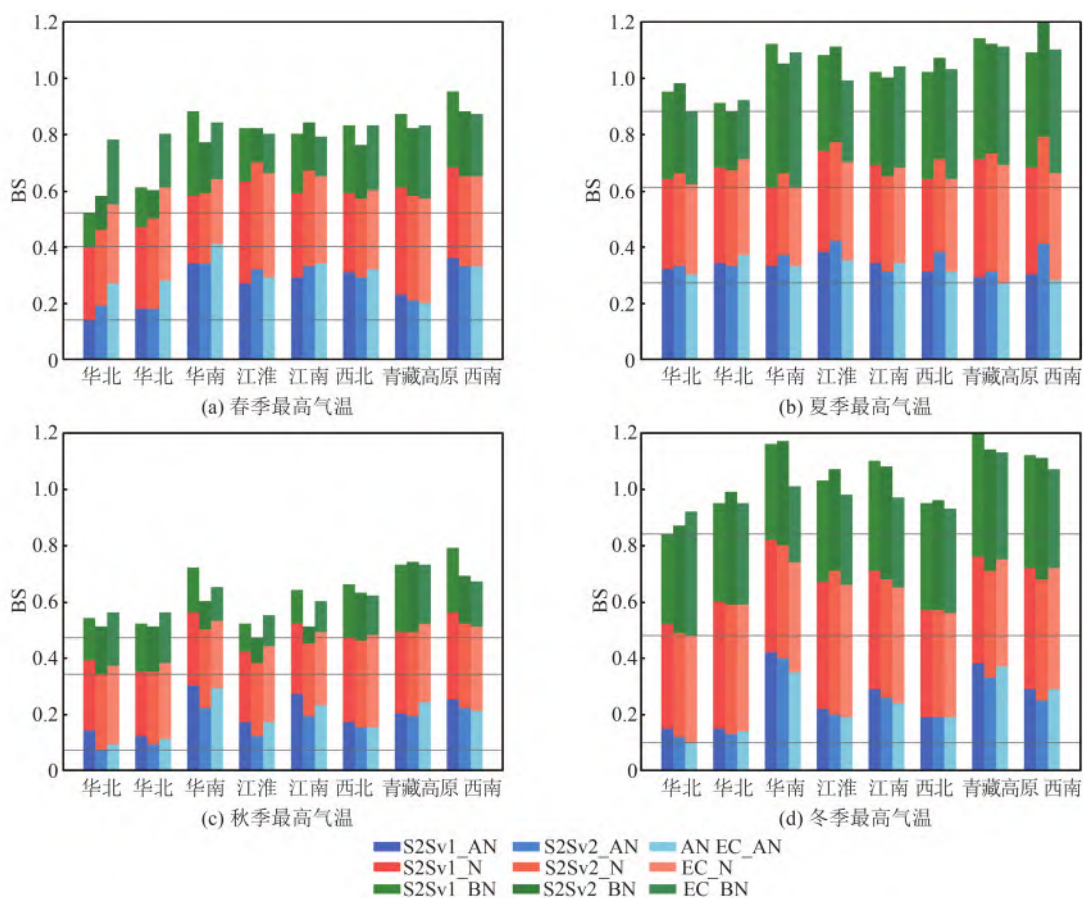 1.2
1.0
0.8
0.6
0.4
0.2
0
BS
华北 华北 华南 江淮 江南 西北 青藏高原 西南
(a) 春季最高气温
1.2
1.0
0.8
0.6
0.4
0.2
0
BS
华北 华北 华南 江淮 江南 西北 青藏高原 西南
(b) 夏季最高气温
1.2
1.0
0.8
0.6
0.4
0.2
0
BS
华北 华北 华南 江淮 江南 西北 青藏高原 西南
(c) 秋季最高气温
1.2
1.0
0.8
0.6
0.4
0.2
0
BS
华北 华北 华南 江淮 江南 西北 青藏高原 西南
(d) 冬季最高气温
S2Sv1_AN S2Sv2_AN AN EC_AN
S2Sv1_N S2Sv2_N EC_N
S2Sv1_BN S2Sv2_BN EC_BN